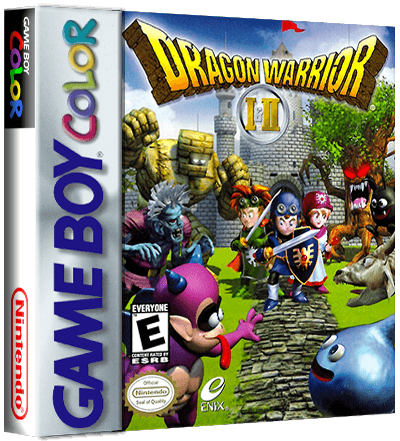 GAME BOY
COLOR
Nintendo
GAME BOY COLOR
DRAGON WARRIOR
I II
EVERYONE
E
CONTENT RATED BY
ESRB
Official
Nintendo
Seal of Quality
ENIX